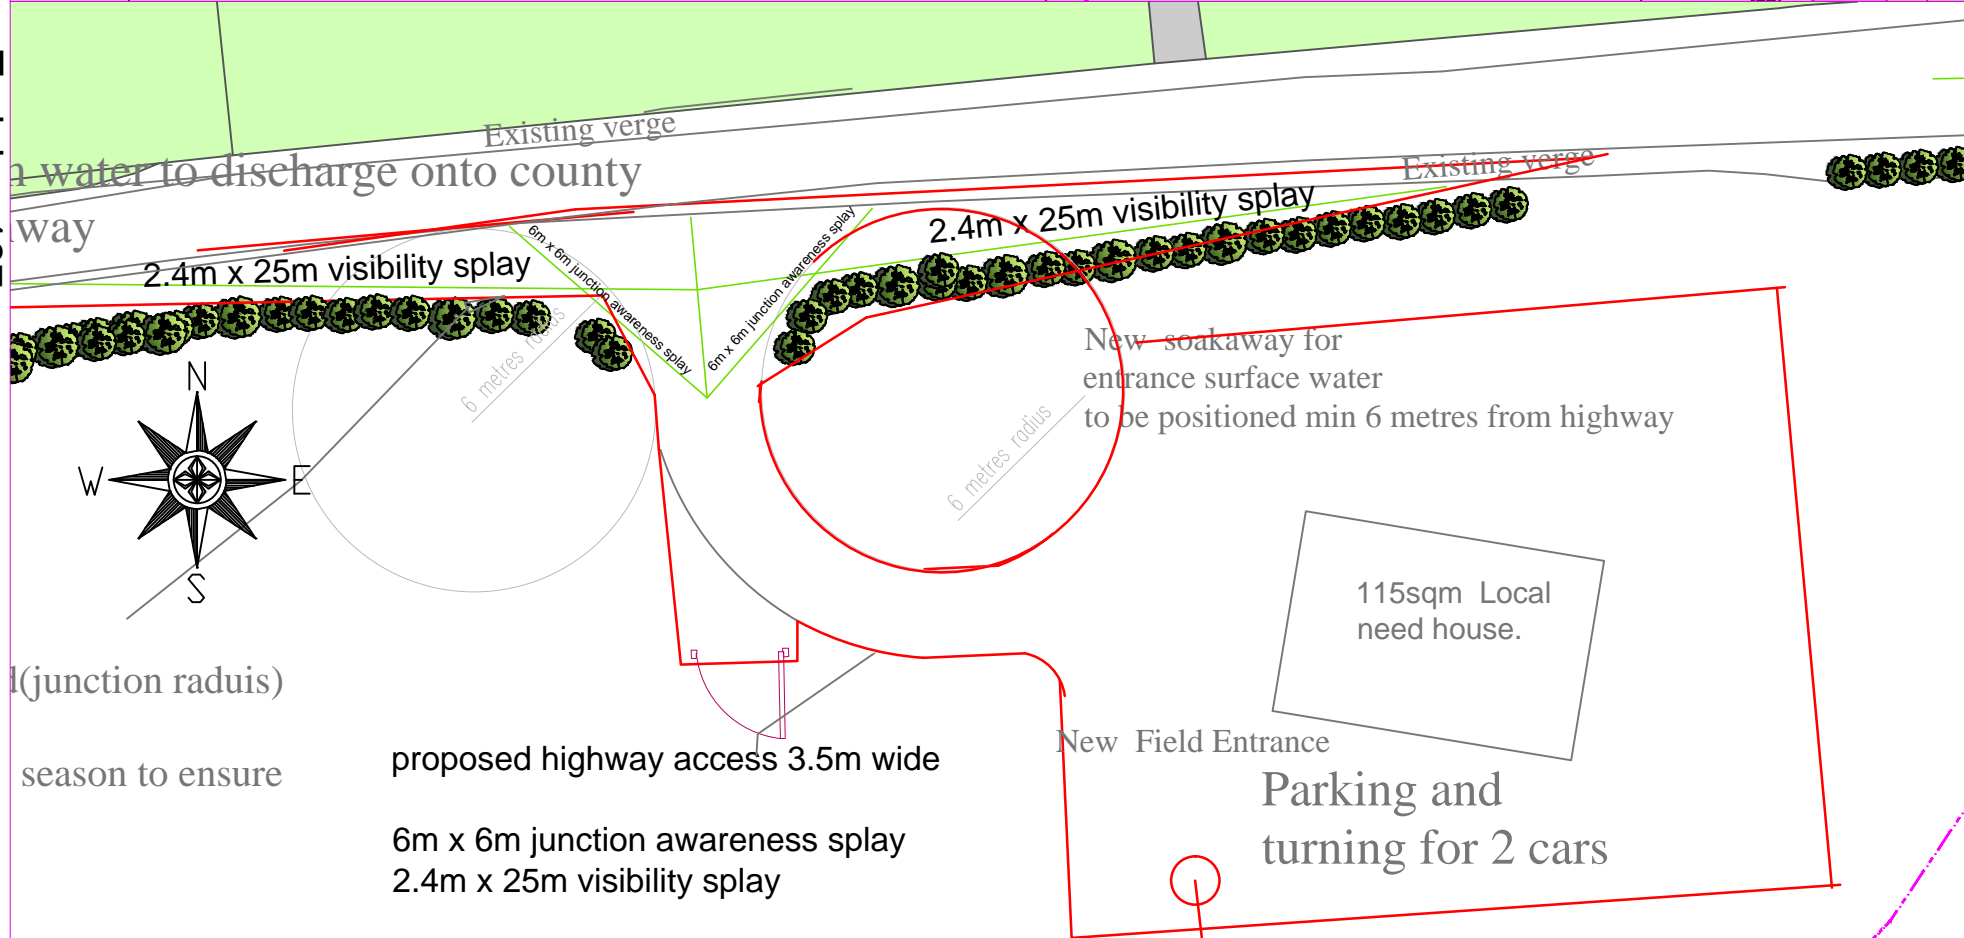 Existing verge
water to discharge onto county
Existing verge
way
2.4m x 25m visibility splay
2.4m x 25m visibility splay
6m x 6m junction awareness splay
6m x 6m junction awareness splay
6 metres radius
New soakaway for
entrance surface water
to be positioned min 6 metres from highway
6 metres radius
N
W
E
S
115sqm Local
need house.
(junction raduis)
New Field Entrance
proposed highway access 3.5m wide
season to ensure
Parking and
turning for 2 cars
6m x 6m junction awareness splay
2.4m x 25m visibility splay